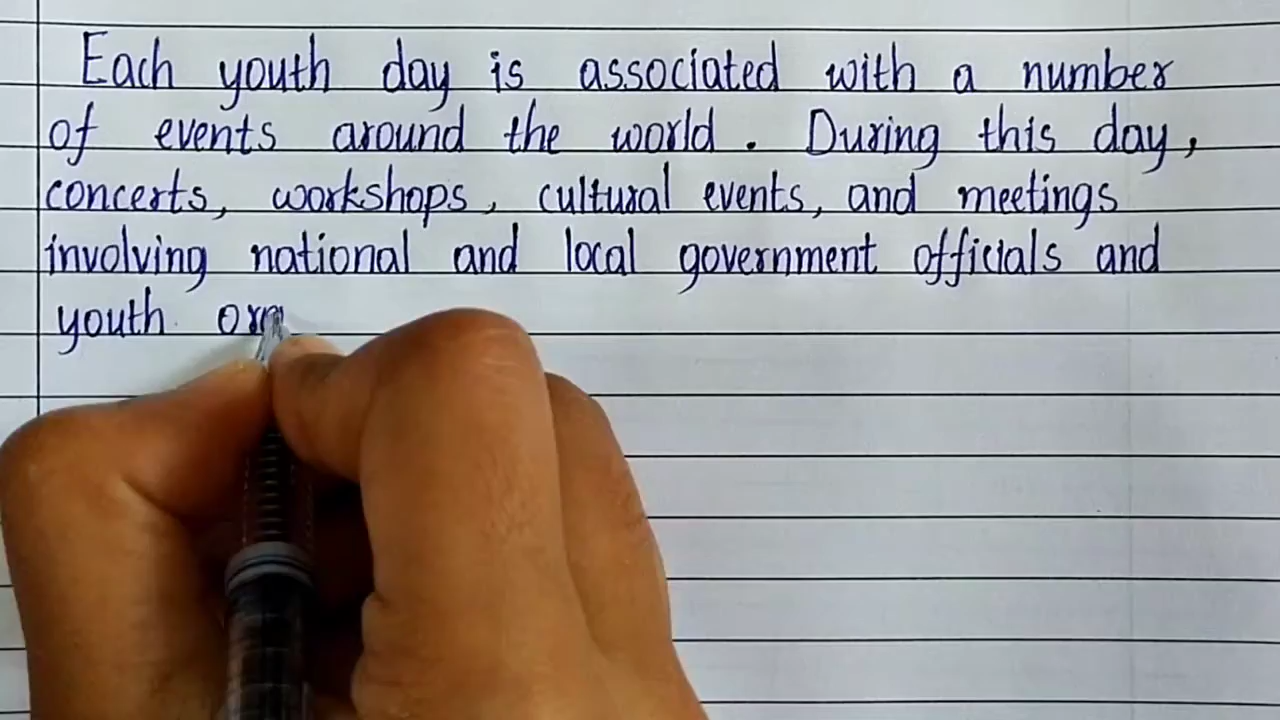 Each youth day is associated with a number
of events around the world. During this day,
concerts, workshops, cultural events, and meetings
involving national and local government officials and
youth